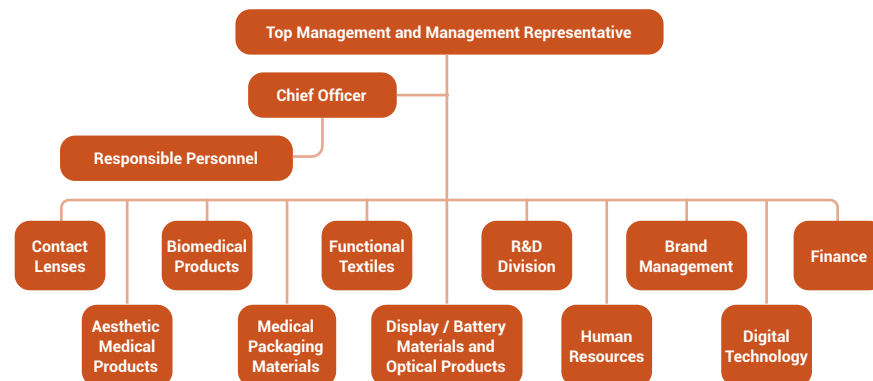 Top Management and Management Representative
Chief Officer
Responsible Personnel
Contact
Lenses
Biomedical
Products
Functional
Textiles
R&D
Division
Brand
Management
Finance
Aesthetic
Medical
Products
Medical
Packaging
Materials
Display / Battery
Materials and
Optical Products
Human
Resources
Digital
Technology